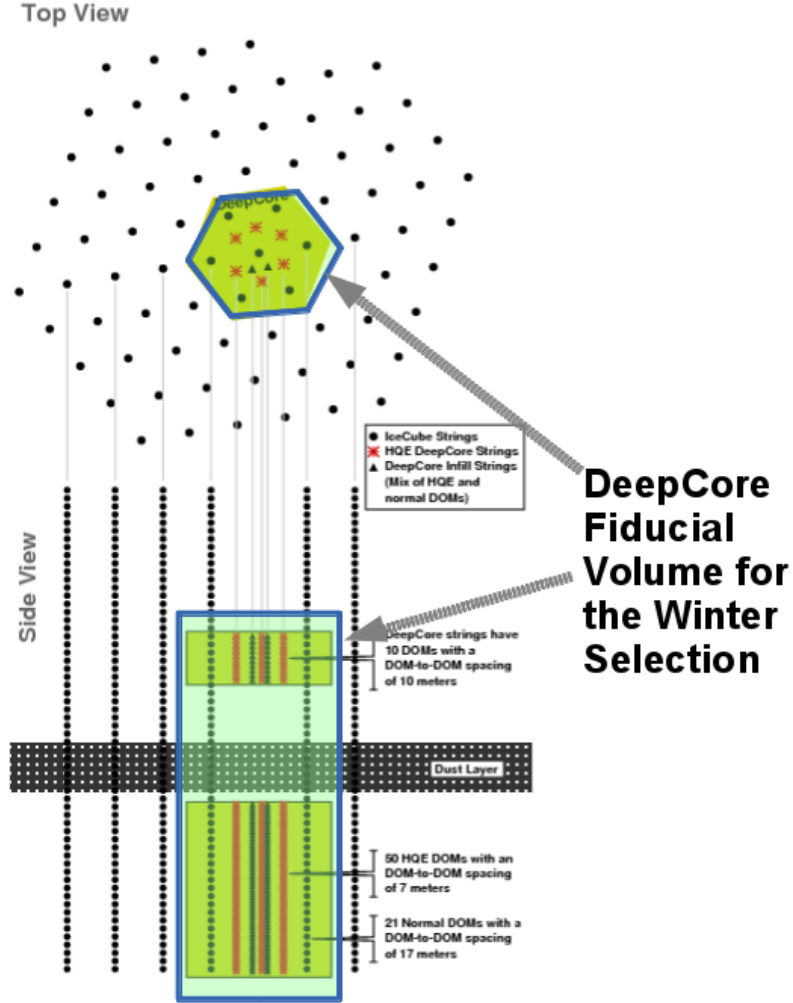 Top View
DeepCore
IceCube Strings
HQE DeepCore Strings
DeepCore Infill Strings
(Mix of HQE and
normal DOMs)
DeepCore
Fiducial
Volume for
the Winter
Selection
Side View
DeepCore strings have
10 DOMs with a
DOM-to-DOM spacing
of 10 meters
Dust Layer
50 HQE DOMs with an
DOM-to-DOM spacing
of 7 meters
21 Normal DOMs with a
DOM-to-DOM spacing
of 17 meters